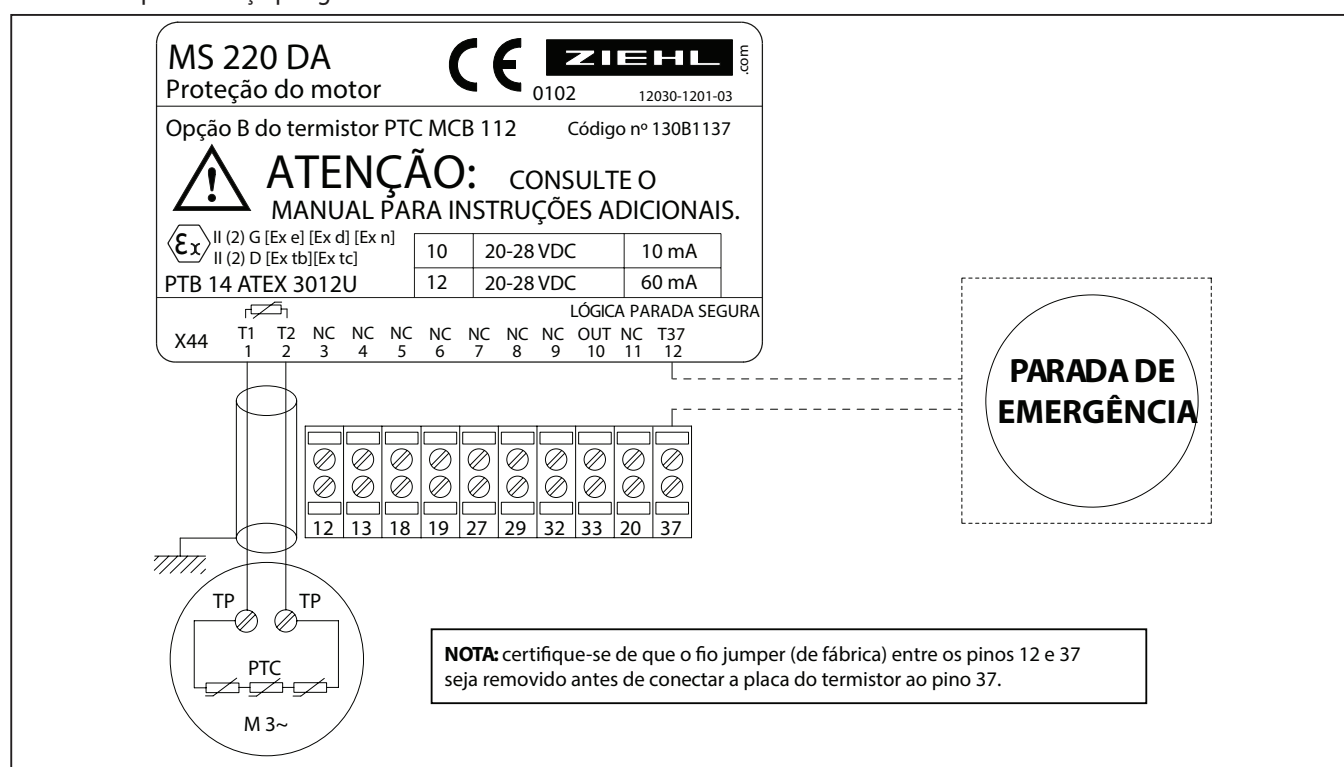 MS 220 DA
Proteção do motor
CE
0102
ZIEHL
.com
12030-1201-03
Opção B do termistor PTC MCB 112 Código nº 130B1137
ATENÇÃO: CONSULTE O
MANUAL PARA INSTRUÇÕES ADICIONAIS.
Ex
II (2) G [Ex e] [Ex d] [Ex n]
II (2) D [Ex tb][Ex tc]
PTB 14 ATEX 3012U
10 20-28 VDC 10 mA
12 20-28 VDC 60 mA
LÓGICA PARADA SEGURA
X44 T1 T2 NC NC NC NC NC NC NC OUT NC T37
1 2 3 4 5 6 7 8 9 10 11 12
PARADA DE
EMERGÊNCIA
12 13 18 19 27 29 32 33 20 37
TP TP
PTC
M 3~
NOTA: certifique-se de que o fio jumper (de fábrica) entre os pinos 12 e 37
seja removido antes de conectar a placa do termistor ao pino 37.